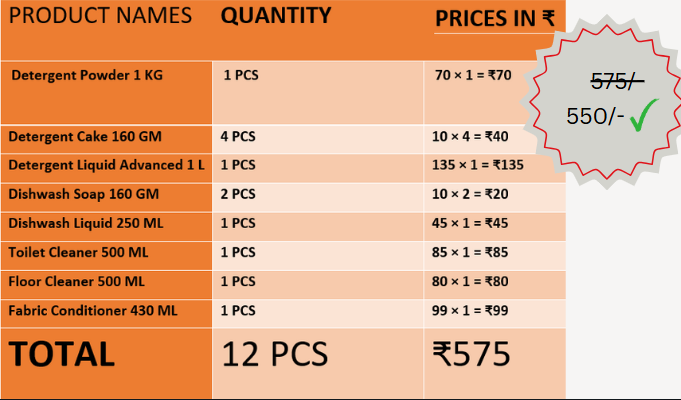 PRODUCT NAMES QUANTITY PRICES IN ₹
575/-
550/-
Detergent Powder 1 KG 1 PCS 70 × 1 = ₹70
Detergent Cake 160 GM 4 PCS 10 × 4 = ₹40
Detergent Liquid Advanced 1 L 1 PCS 135 × 1 = ₹135
Dishwash Soap 160 GM 2 PCS 10 × 2 = ₹20
Dishwash Liquid 250 ML 1 PCS 45 × 1 = ₹45
Toilet Cleaner 500 ML 1 PCS 85 × 1 = ₹85
Floor Cleaner 500 ML 1 PCS 80 × 1 = ₹80
Fabric Conditioner 430 ML 1 PCS 99 × 1 = ₹99
TOTAL 12 PCS ₹575